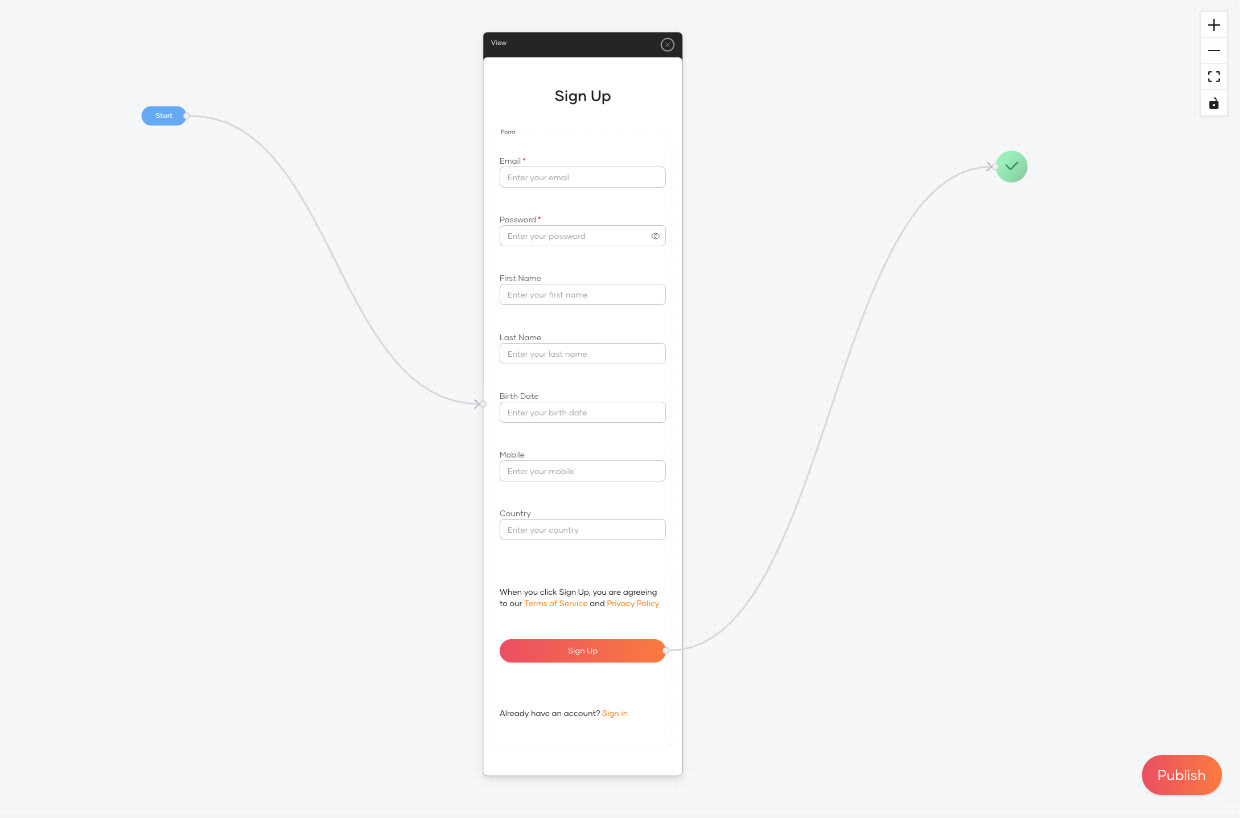 View
Start
Sign Up
Form
Email *
Enter your email
Password *
Enter your password
First Name
Enter your first name
Last Name
Enter your last name
Birth Date
Enter your birth date
Mobile
Enter your mobile
Country
Enter your country
When you click Sign Up, you are agreeing
to our Terms of Service and Privacy Policy
Sign Up
Already have an account? Sign In
Publish